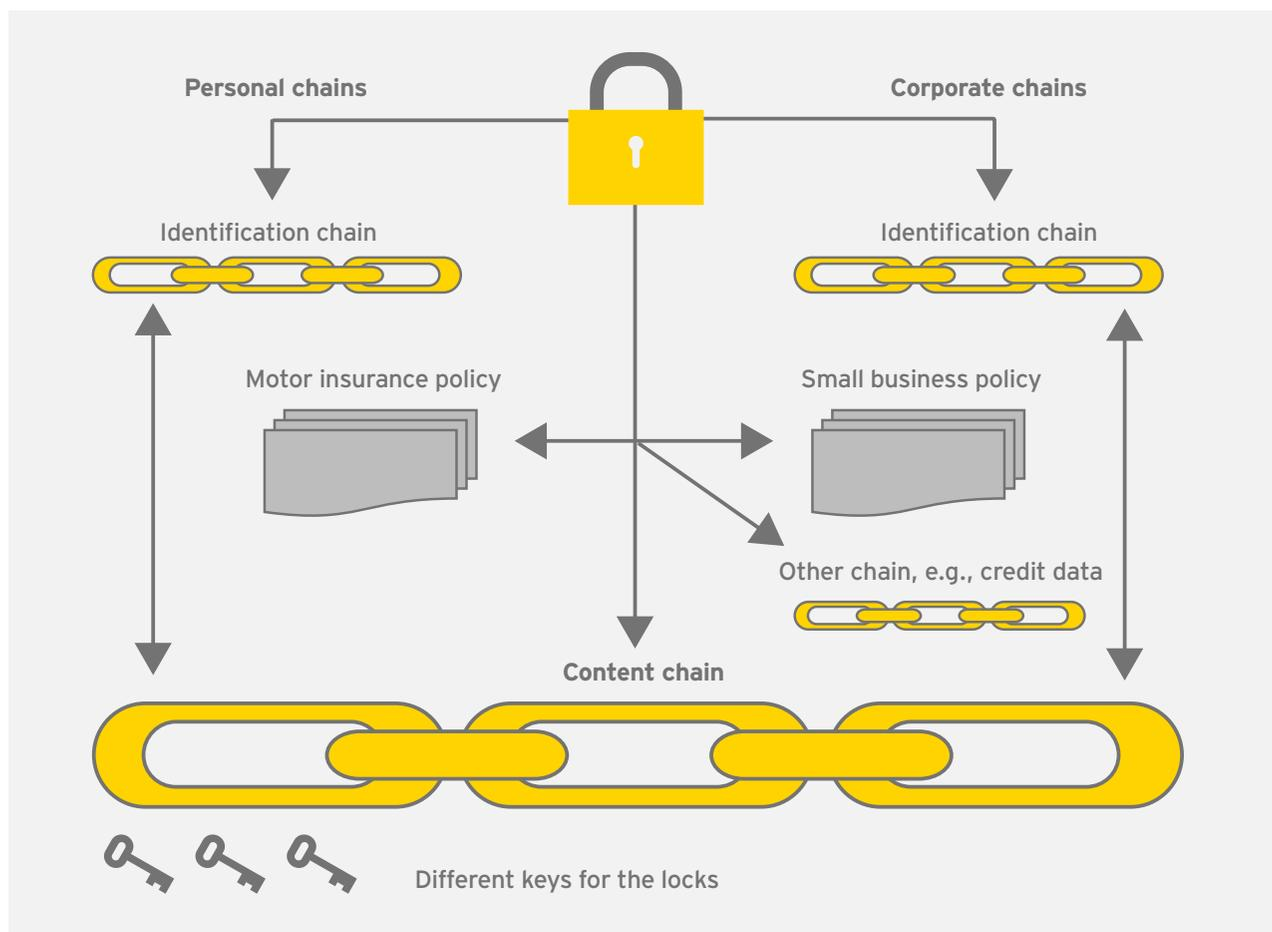 Personal chains
Corporate chains
Identification chain
Identification chain
Motor insurance policy
Small business policy
Other chain, e.g., credit data
Content chain
Different keys for the locks